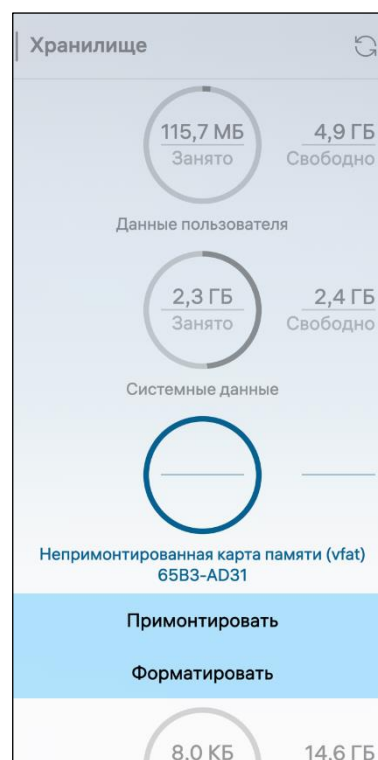 Хранилище
115,7 МБ 4,9 ГБ
Занято Свободно
Данные пользователя
2,3 ГБ 2,4 ГБ
Занято Свободно
Системные данные
Непримонтированная карта памяти (vfat)
65B3-AD31
Примонтировать
Форматировать
8,0 КБ 14,6 ГБ